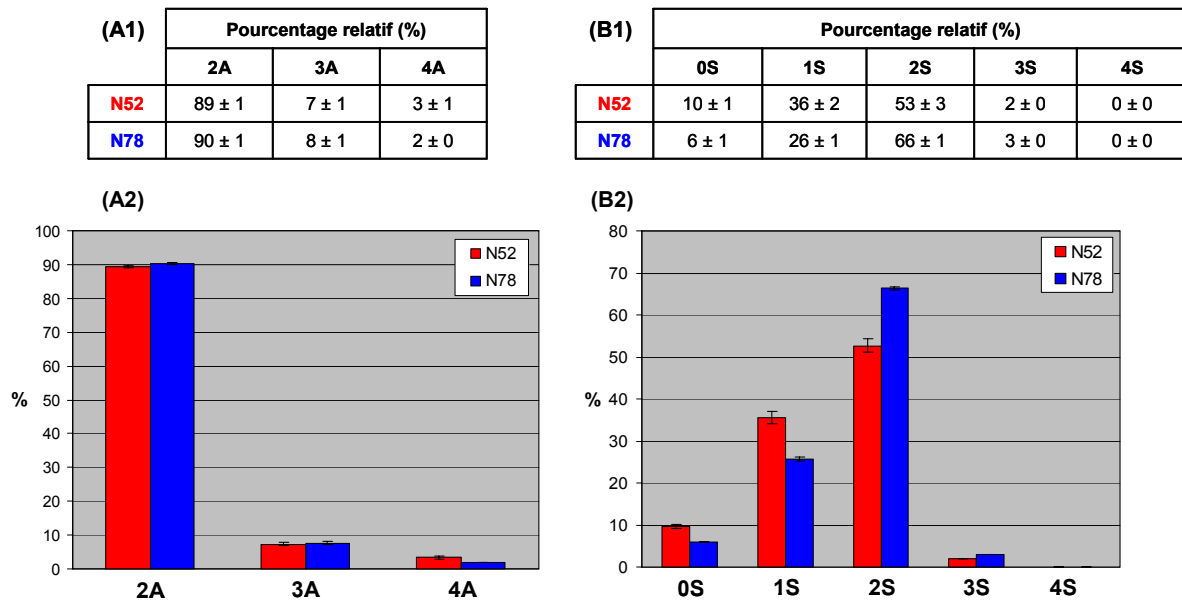 (A1)
Pourcentage relatif (%)
2A 3A 4A
N52 89 ± 1 7 ± 1 3 ± 1
N78 90 ± 1 8 ± 1 2 ± 0
(B1)
Pourcentage relatif (%)
0S 1S 2S 3S 4S
N52 10 ± 1 36 ± 2 53 ± 3 2 ± 0 0 ± 0
N78 6 ± 1 26 ± 1 66 ± 1 3 ± 0 0 ± 0
(A2)
100
90
80
70
60
50
40
30
20
10
0
%
N52
N78
2A 3A 4A
(B2)
80
70
60
50
40
30
20
10
0
%
N52
N78
0S 1S 2S 3S 4S